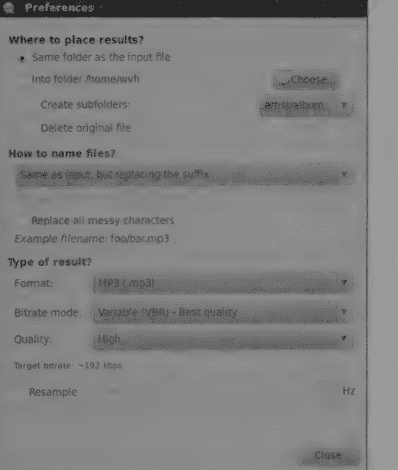 Preferences
Where to place results?
Same folder as the input file
Into folder /home/wvh
Choose...
Create subfolders:
artist/album
Delete original file
How to name files?
Same as input, but replacing the suffix
Replace all messy characters
Example filename: foo/bar.mp3
Type of result?
Format: MP3 (.mp3)
Bitrate mode: Variable (VBR) - Best quality
Quality: High
Target bitrate ~192 kbps
Resample Hz
Close